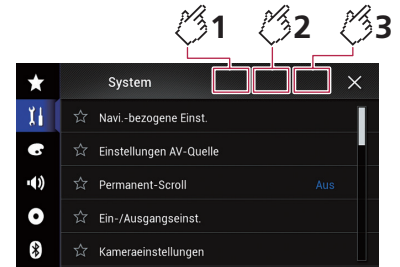 1 2 3
System
Navi.-bezogene Einst.
Einstellungen AV-Quelle
Permanent-Scroll Aus
Ein-/Ausgangseinst.
Kameraeinstellungen